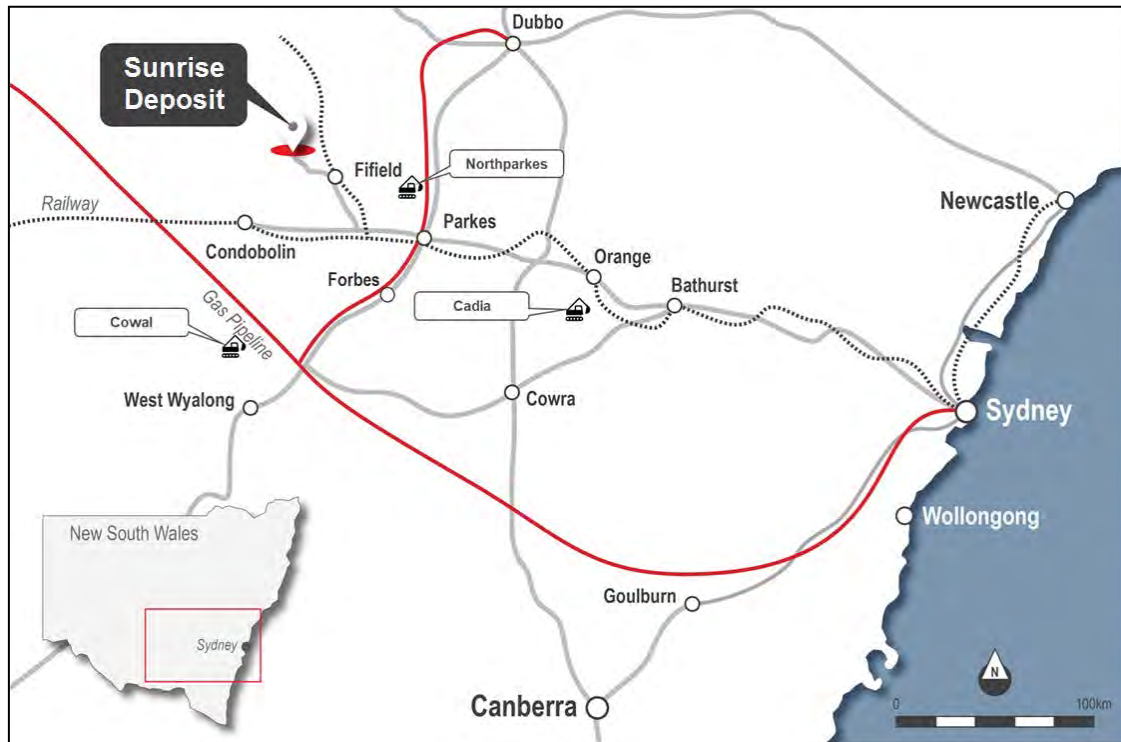 Dubbo
Sunrise
Deposit
Northparkes
Fifield
Newcastle
Railway
Parkes
Condobolin
Orange
Forbes
Bathurst
Gas Pipeline
Cadia
Cowal
West Wyalong
Cowra
Sydney
New South Wales
Wollongong
Goulburn
Sydney
N
Canberra
0
100km